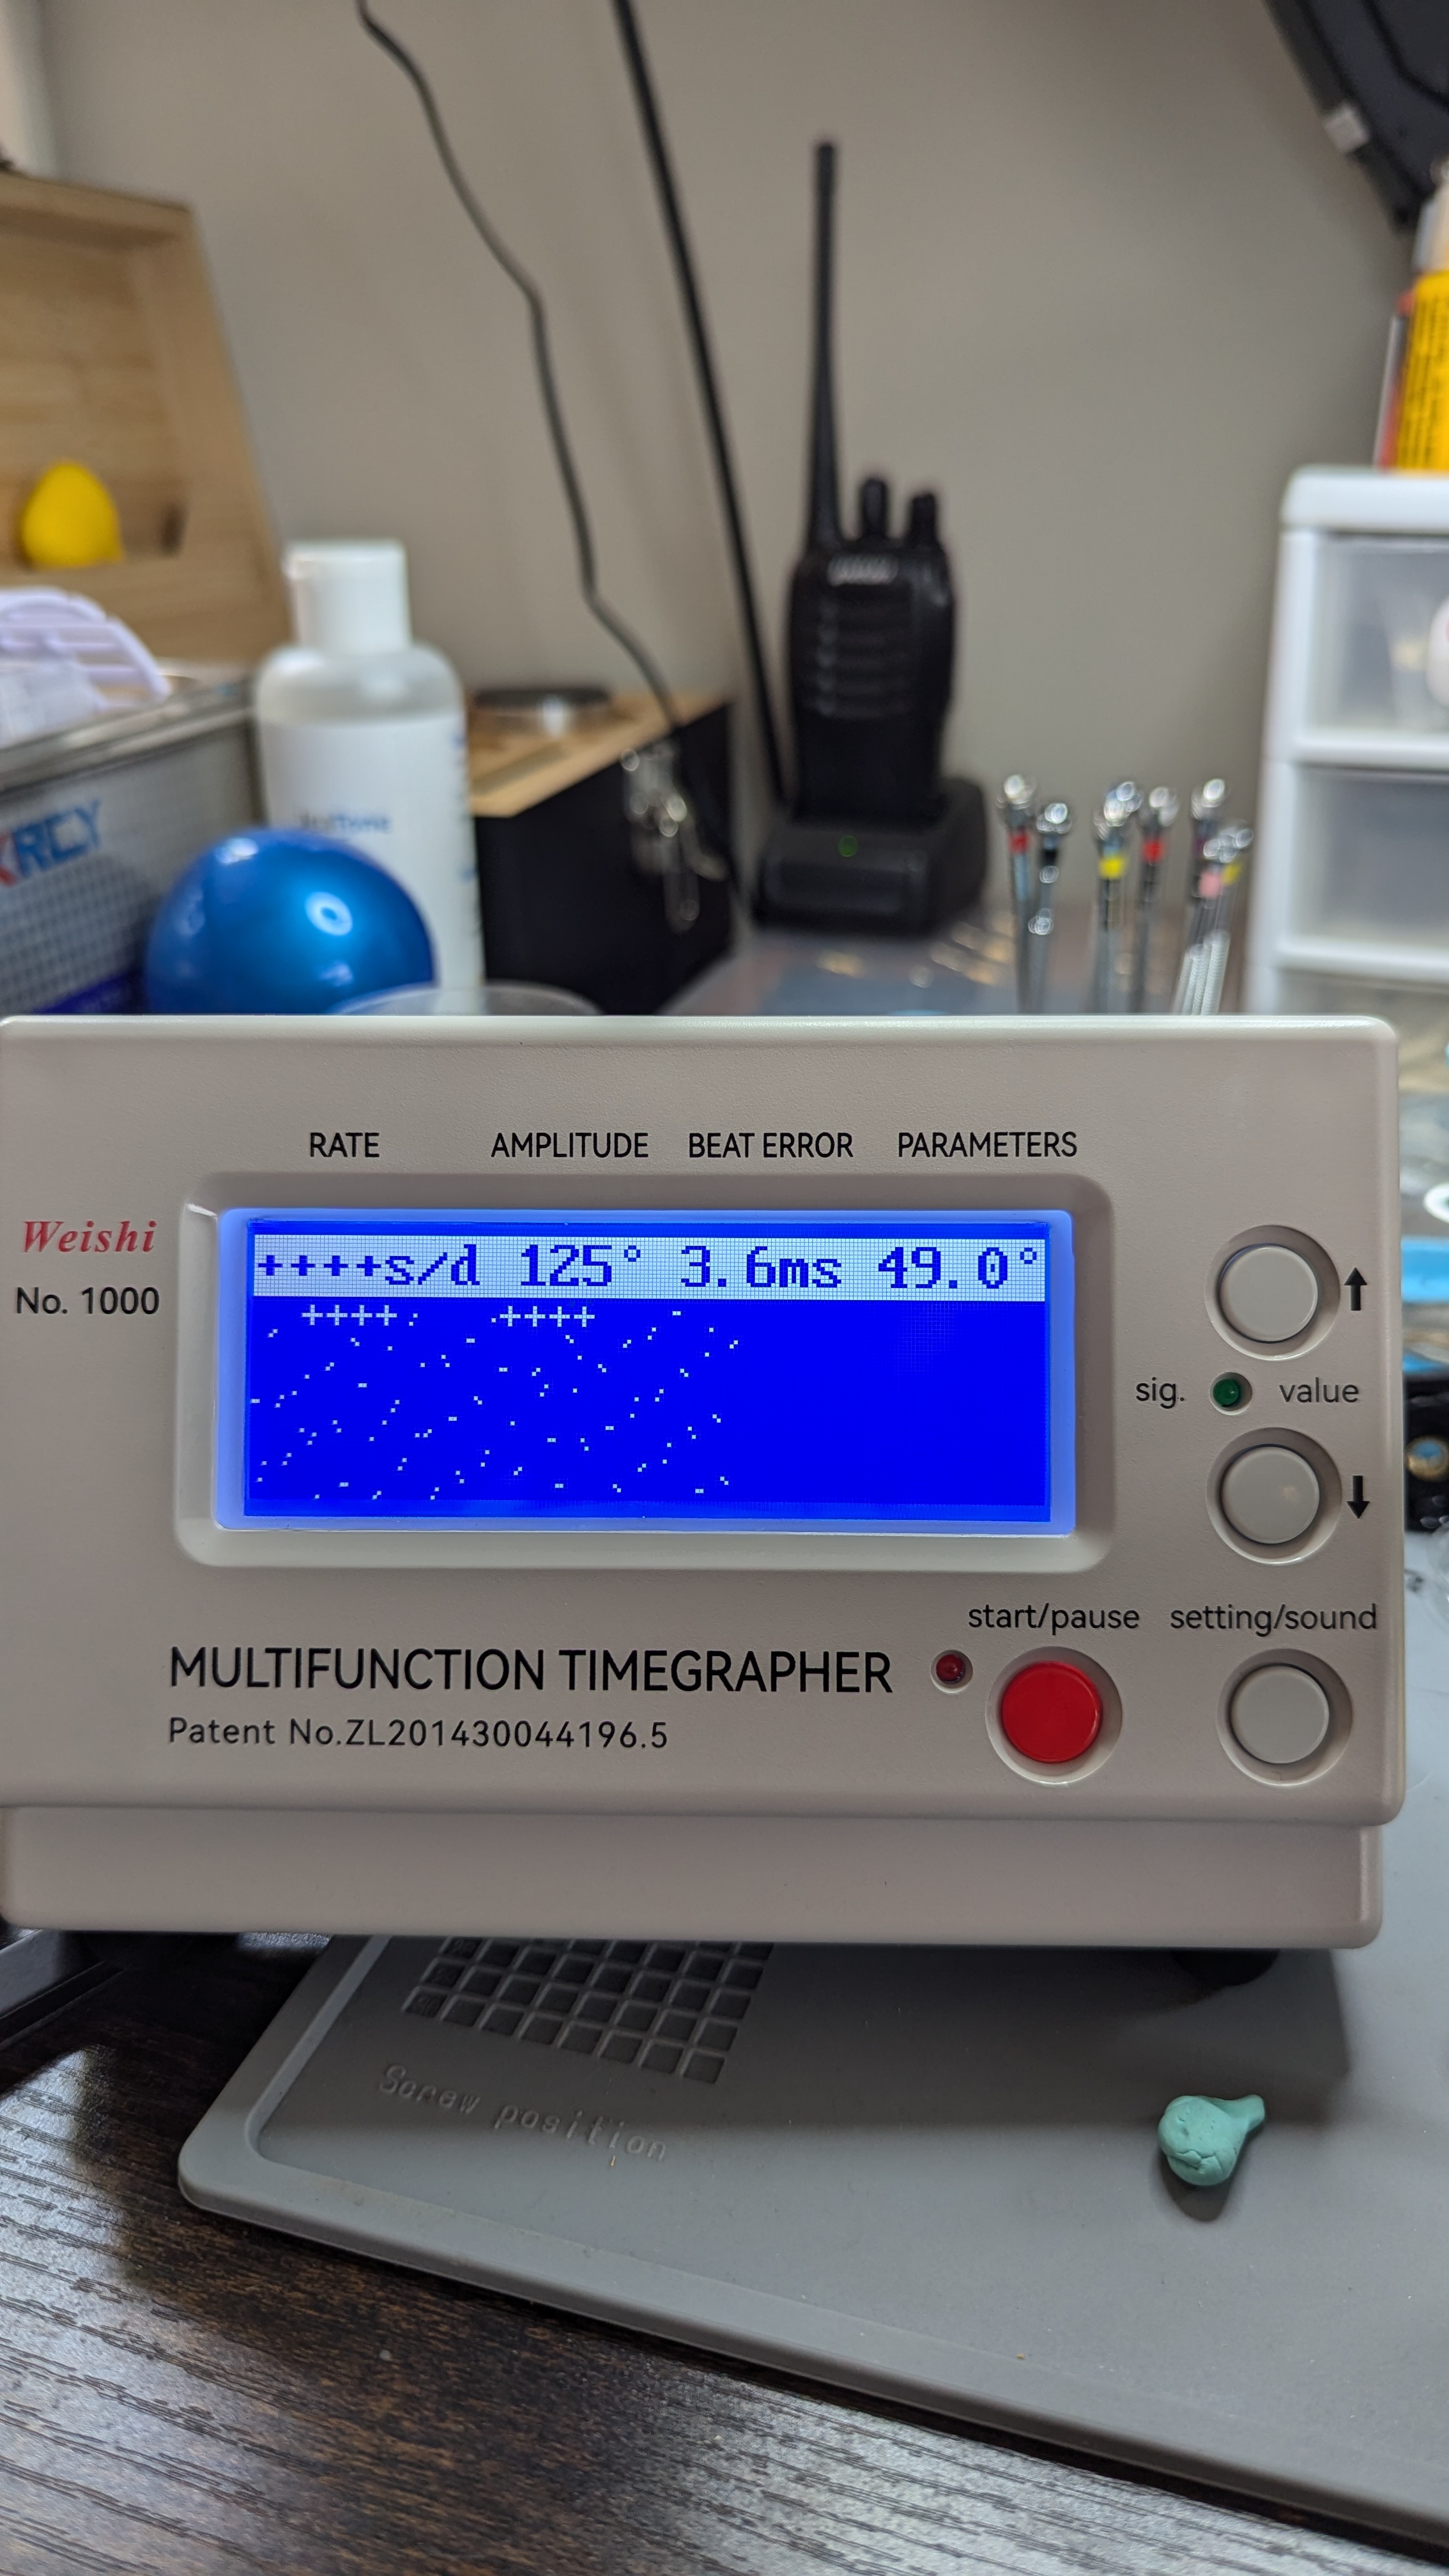 RCY
RATE AMPLITUDE BEAT ERROR PARAMETERS
Weishi
No. 1000
++++s/d 125° 3.6ms 49.0°
++++ ++++
sig. value
start/pause setting/sound
MULTIFUNCTION TIMEGRAPHER
Patent No.ZL201430044196.5
Screw position